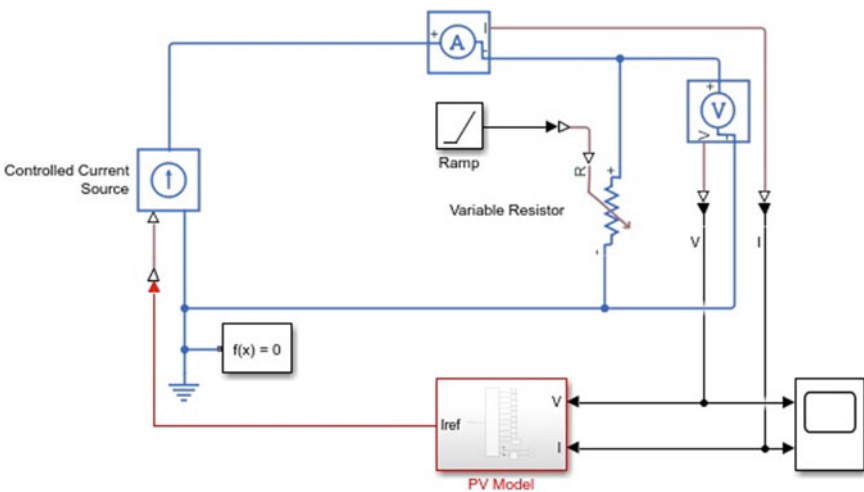 +
A
I
+
V
V
Ramp
Controlled Current
Source
R
+
Variable Resistor
-
V
I
f(x) = 0
V
Iref
I
PV Model